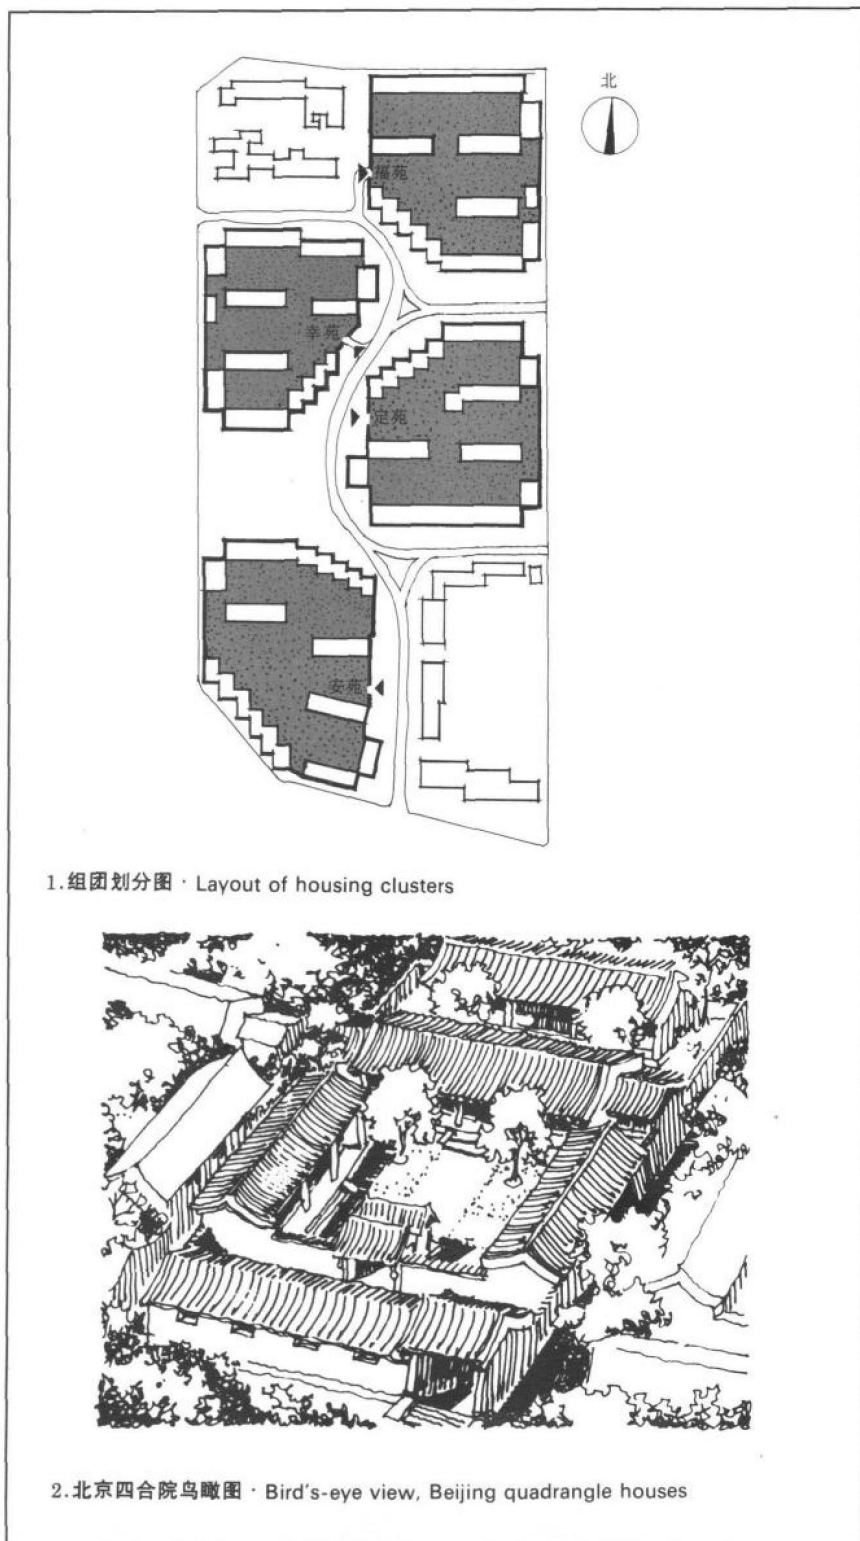 北
福苑
幸苑
定苑
安苑
1.组团划分图 · Layout of housing clusters
2.北京四合院鸟瞰图 · Bird's-eye view, Beijing quadrangle houses